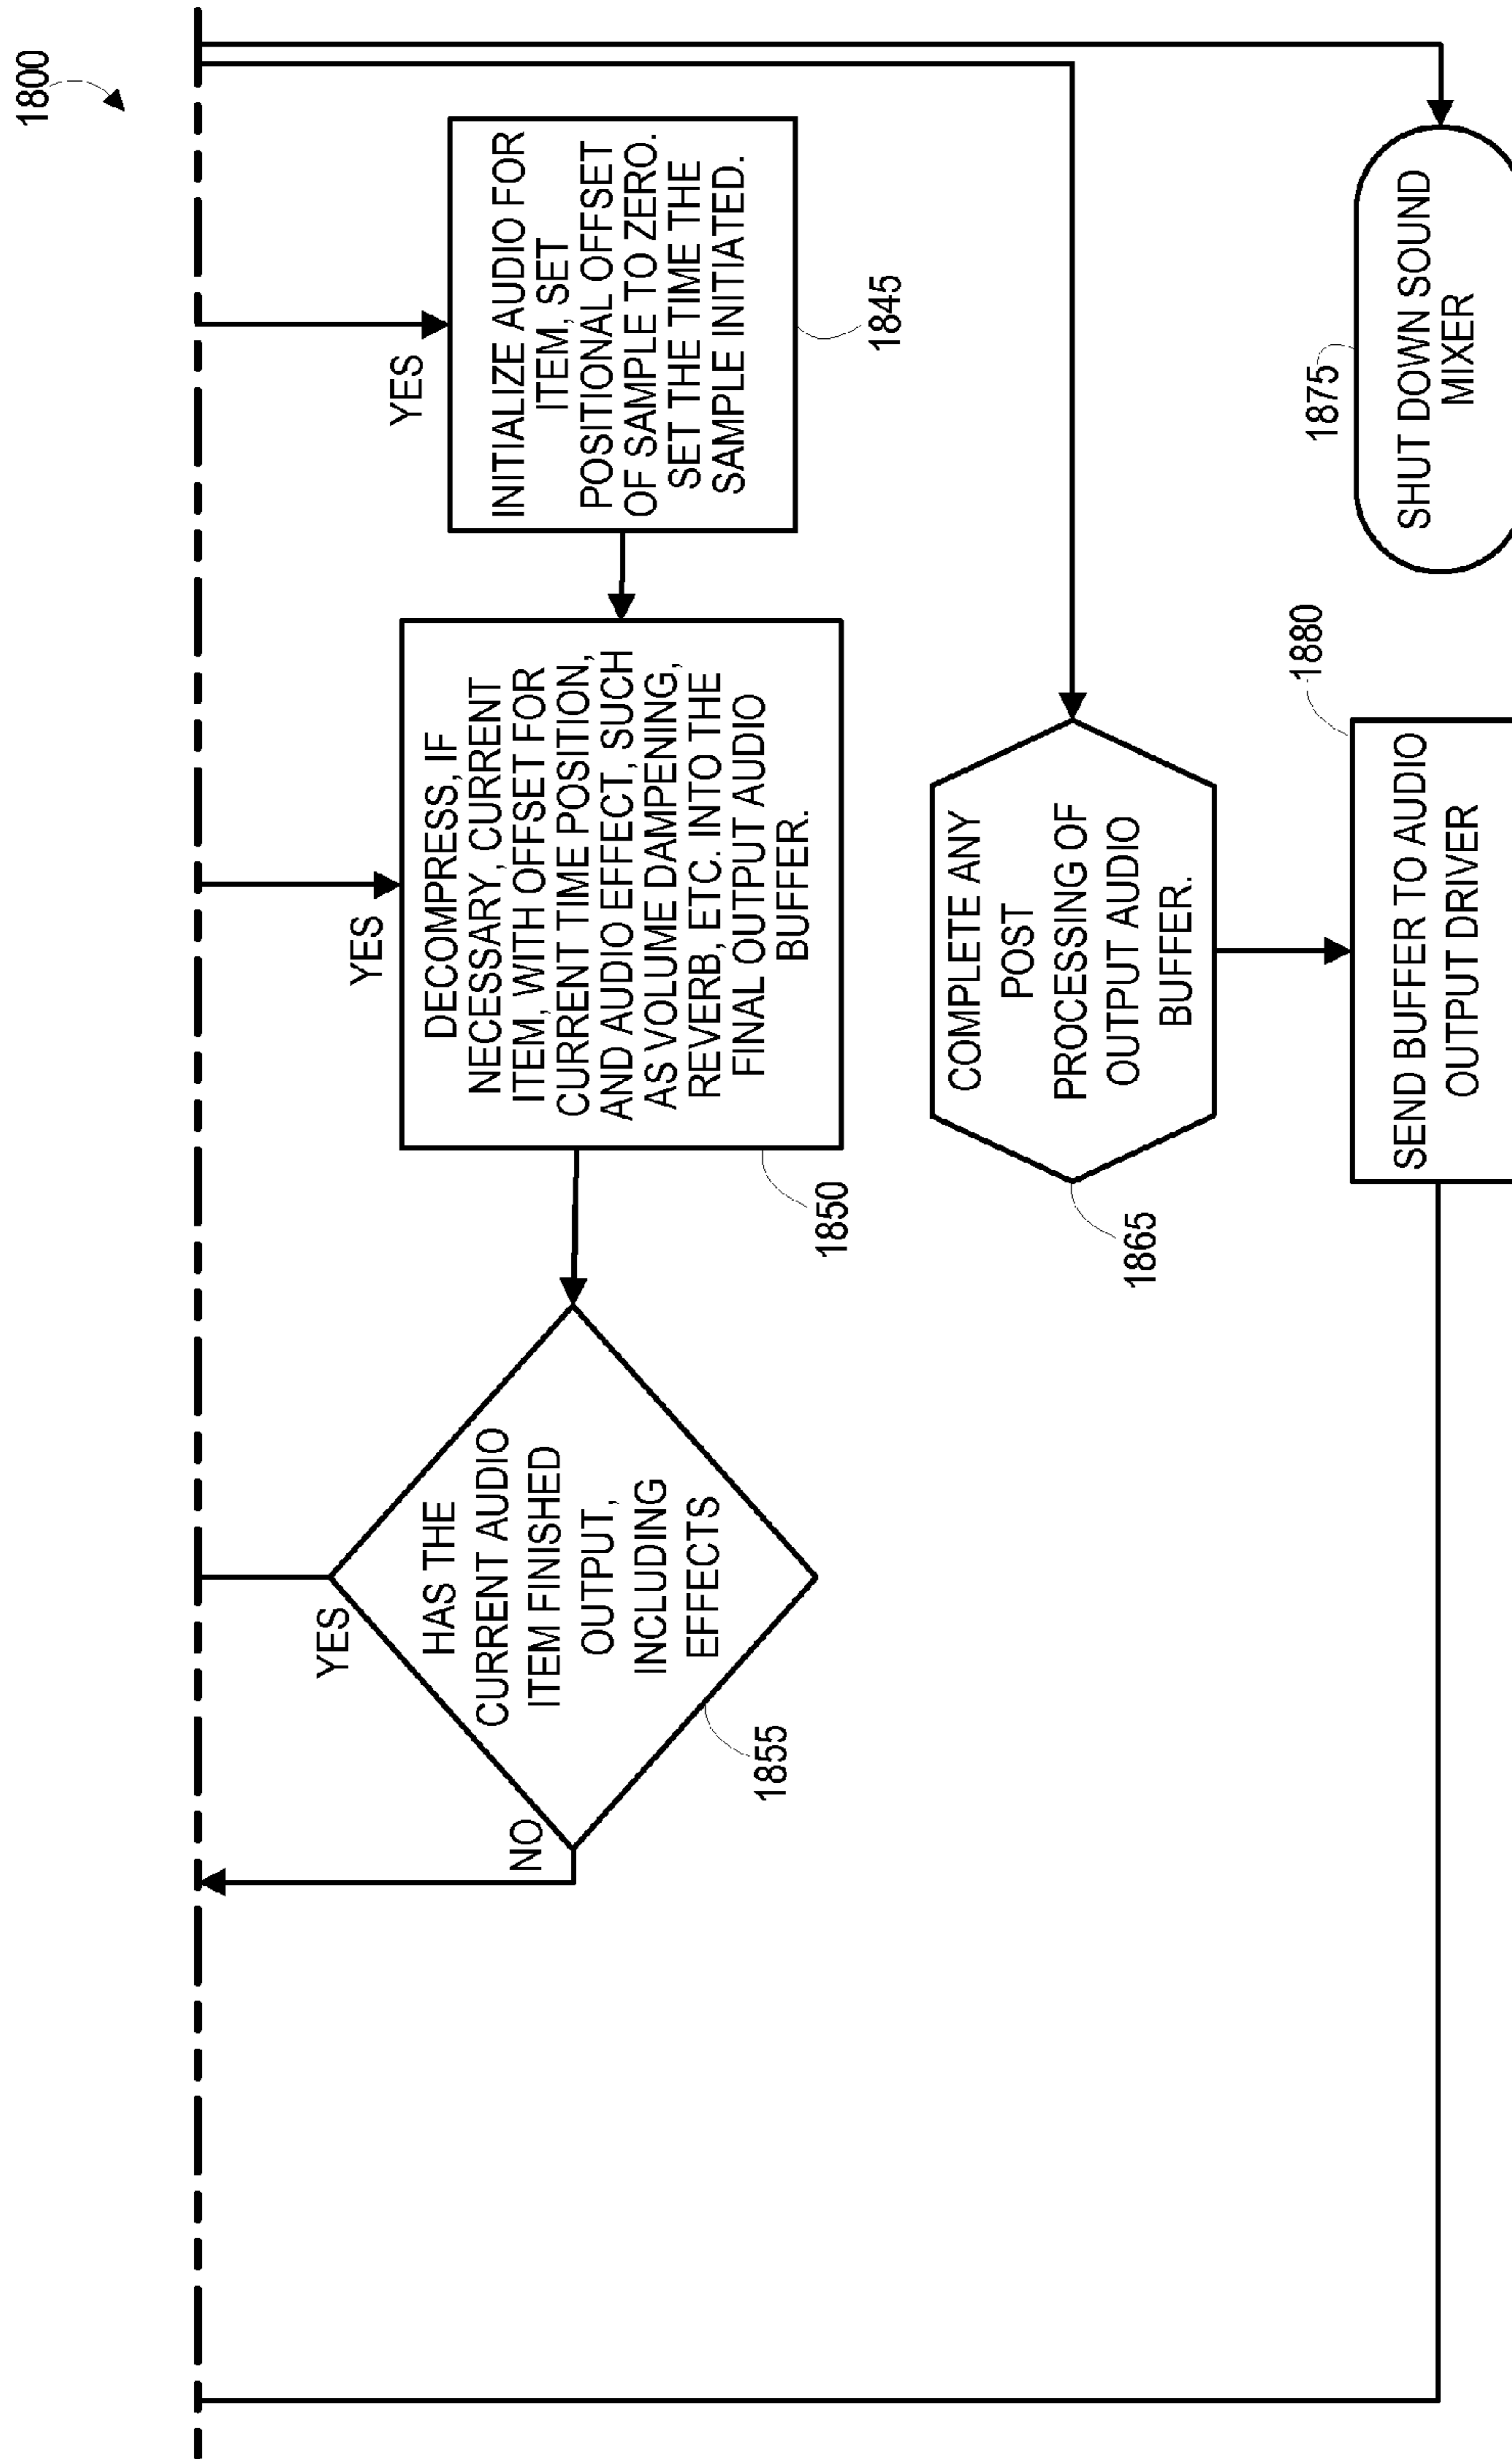 1800
YES
YES
YES
HAS THE
CURRENT AUDIO
ITEM FINISHED
OUTPUT,
INCLUDING
EFFECTS
NO
1855
DECOMPRESS, IF
NECESSARY, CURRENT
ITEM, WITH OFFSET FOR
CURRENT TIME POSITION,
AND AUDIO EFFECT, SUCH
AS VOLUME DAMPENING,
REVERB, ETC. INTO THE
FINAL OUTPUT AUDIO
BUFFER.
1850
INITIALIZE AUDIO FOR
ITEM, SET
POSITIONAL OFFSET
OF SAMPLE TO ZERO.
SET THE TIME THE
SAMPLE INITIATED.
1845
COMPLETE ANY
POST
PROCESSING OF
OUTPUT AUDIO
BUFFER.
1865
1880
SEND BUFFER TO AUDIO
OUTPUT DRIVER
1875
SHUT DOWN SOUND
MIXER